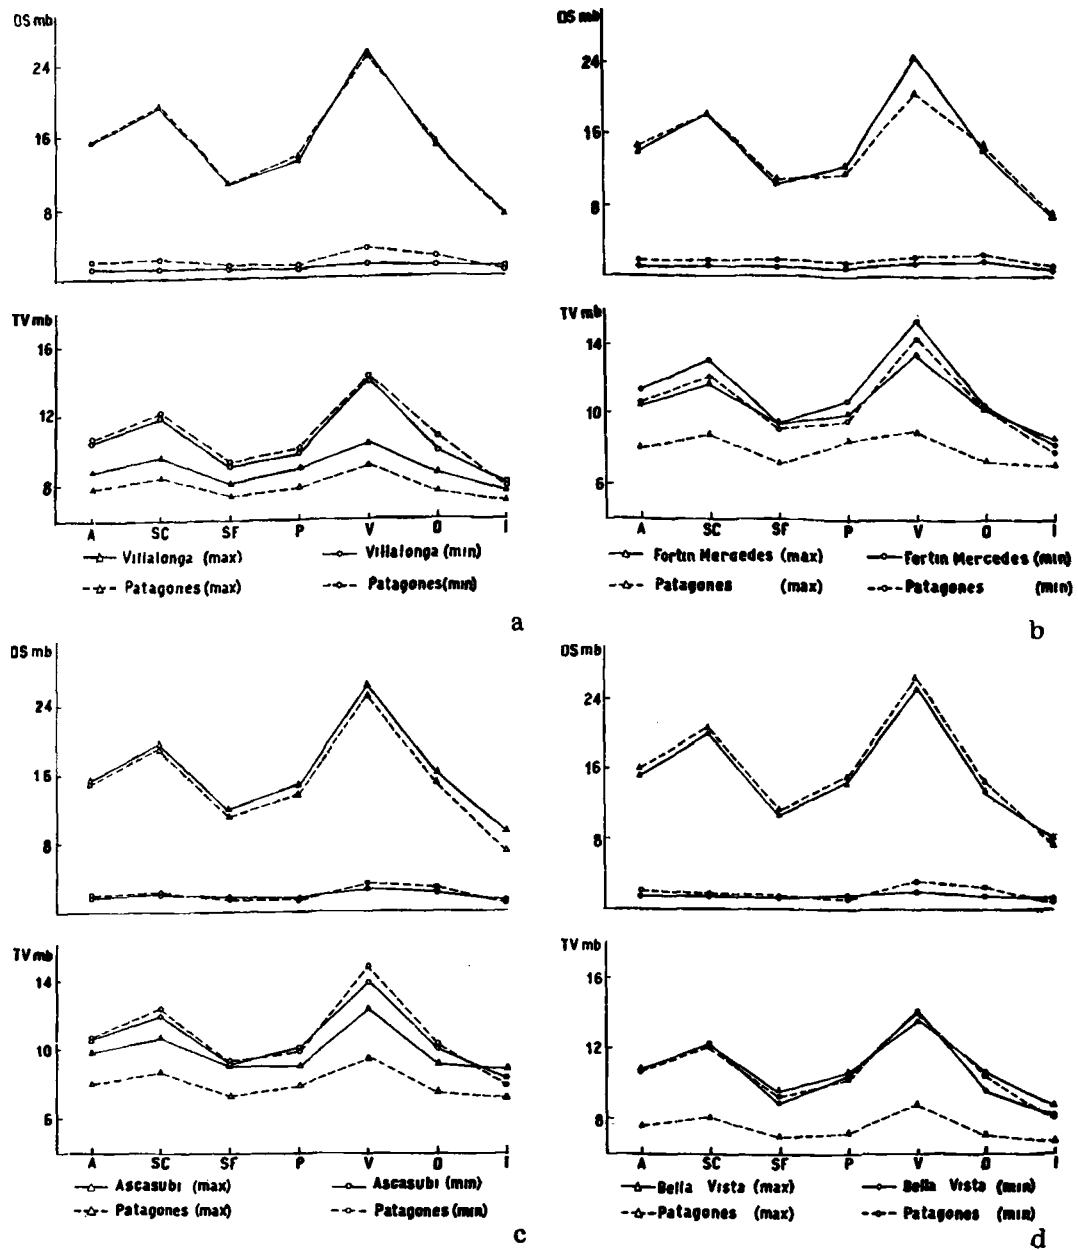 DS mb
24
16
8
TV mb
16
12
8
A SC SF P V O I
Villalonga (max) Villalonga (min)
Patagones (max) Patagones (min)
a
DS mb
24
16
8
TV mb
14
10
6
A SC SF P V O I
Fortin Mercedes (max) Fortin Mercedes (min)
Patagones (max) Patagones (min)
b
DS mb
24
16
8
TV mb
14
10
6
A SC SF P V O I
Ascasubi (max) Ascasubi (min)
Patagones (max) Patagones (min)
c
DS mb
24
16
8
TV mb
16
12
8
A SC SF P V O I
Bella Vista (max) Bella Vista (min)
Patagones (max) Patagones (min)
d